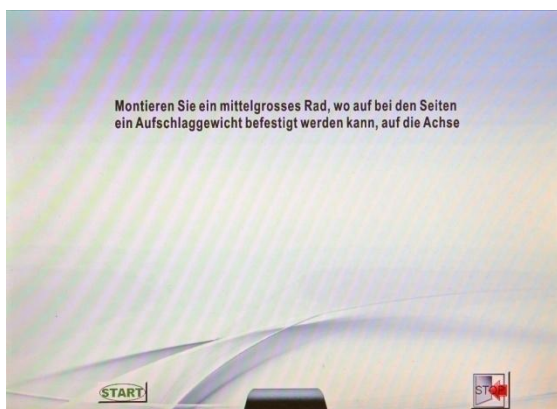 Montieren Sie ein mittelgrosses Rad, wo auf bei den Seiten
ein Aufschlaggewicht befestigt werden kann, auf die Achse
START
STOP